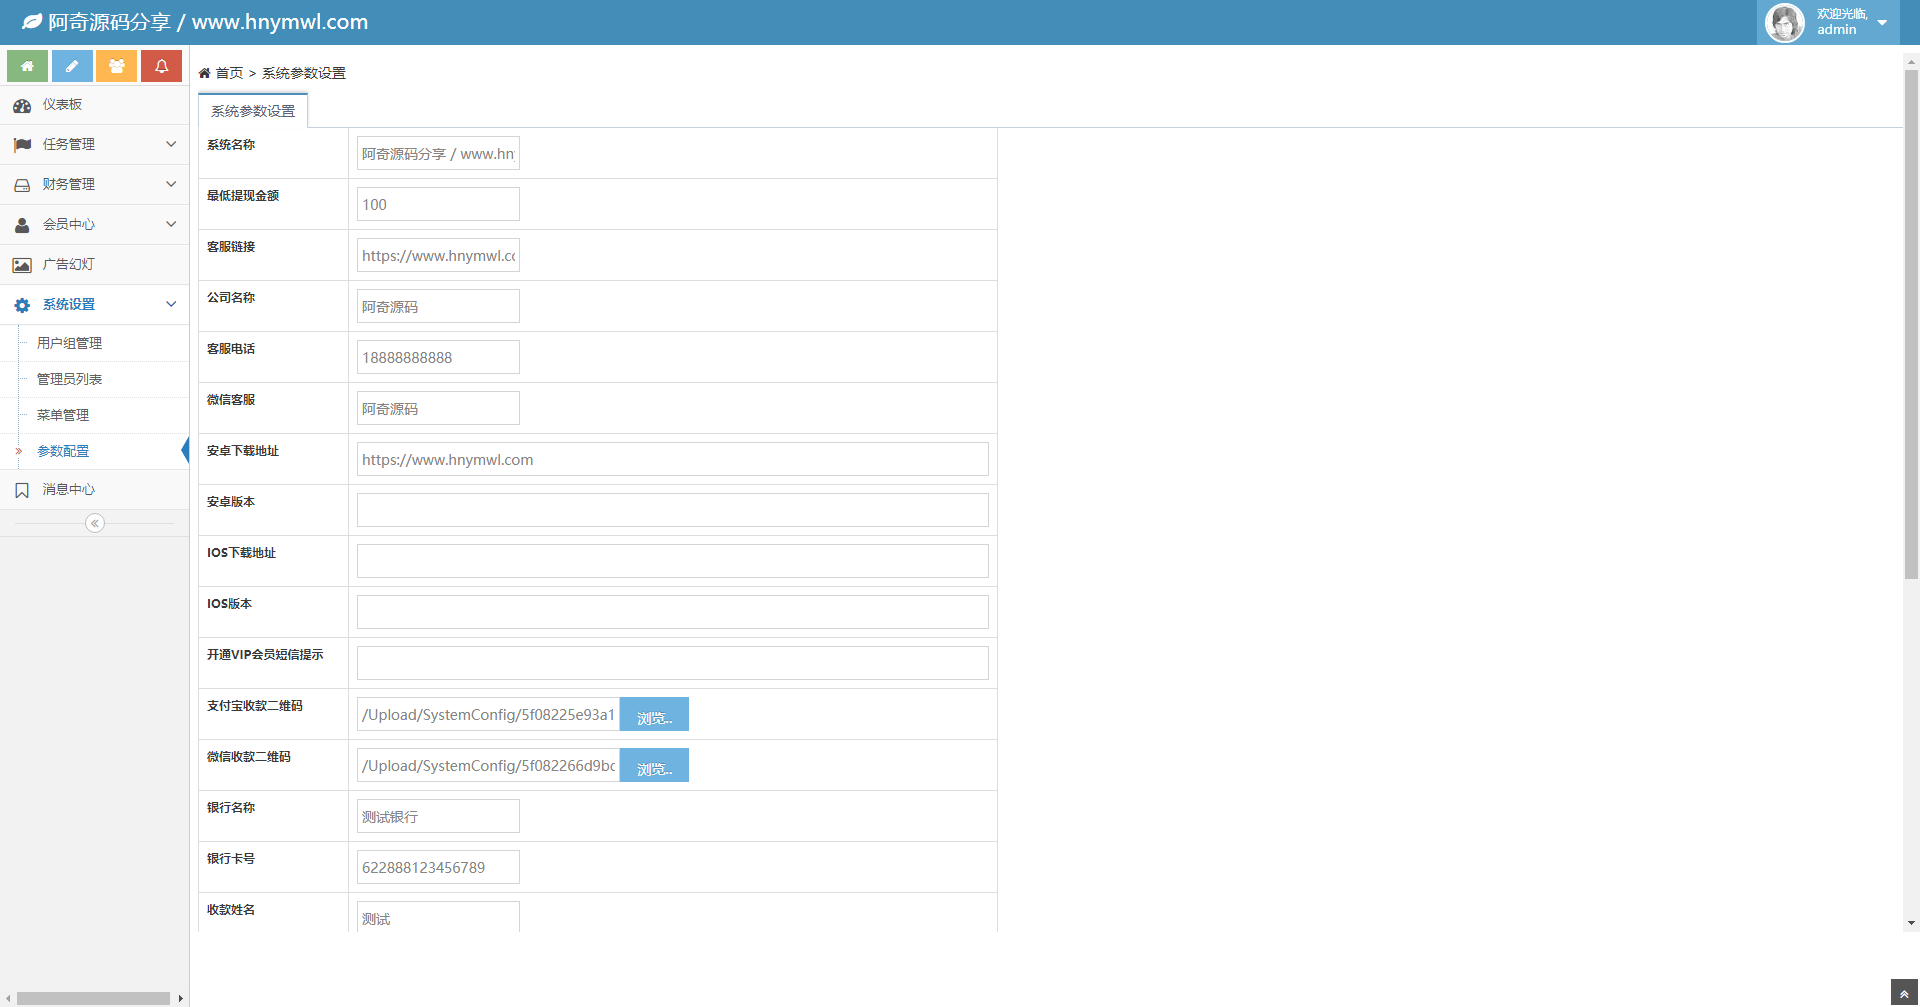 阿奇源码分享 / www.hnymwl.com
欢迎光临,
admin
仪表板
任务管理
财务管理
会员中心
广告幻灯
系统设置
用户组管理
管理员列表
菜单管理
参数配置
消息中心
首页 > 系统参数设置
系统参数设置
系统名称
阿奇源码分享 / www.hn
最低提现金额
100
客服链接
https://www.hnymwl.c
公司名称
阿奇源码
客服电话
18888888888
微信客服
阿奇源码
安卓下载地址
https://www.hnymwl.com
安卓版本
IOS下载地址
IOS版本
开通VIP会员短信提示
支付宝收款二维码
/Upload/SystemConfig/5f08225e93a1
浏览..
微信收款二维码
/Upload/SystemConfig/5f082266d9b
浏览..
银行名称
测试银行
银行卡号
622888123456789
收款姓名
测试